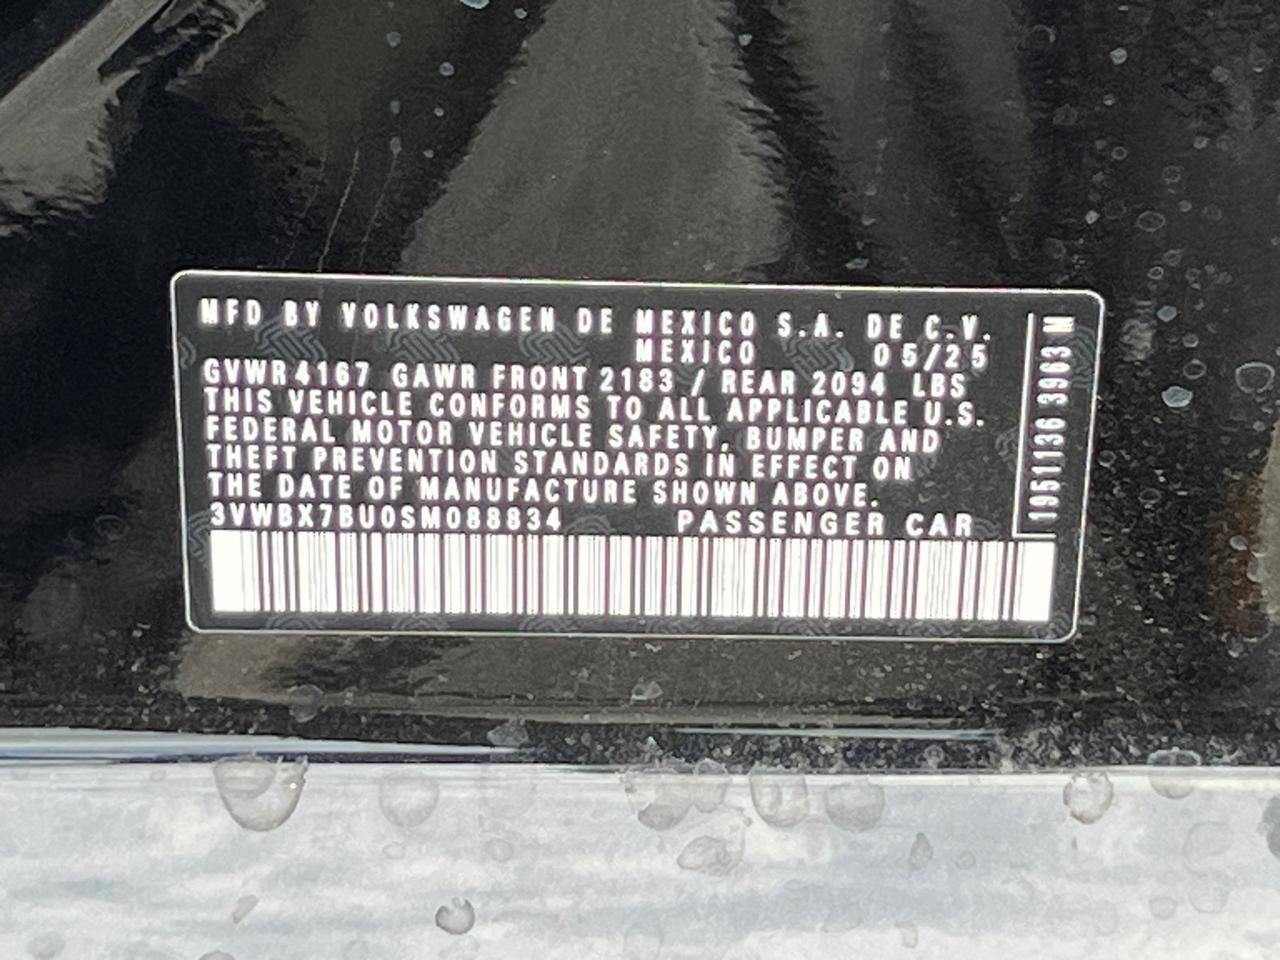 MFD BY VOLKSWAGEN DE MEXICO S.A. DE C.V.
MEXICO 05/25
GVWR 4167 GAWR FRONT 2183 / REAR 2094 LBS
THIS VEHICLE CONFORMS TO ALL APPLICABLE U.S.
FEDERAL MOTOR VEHICLE SAFETY, BUMPER AND
THEFT PREVENTION STANDARDS IN EFFECT ON
THE DATE OF MANUFACTURE SHOWN ABOVE.
3VWBX7BU0SM088834 PASSENGER CAR
1951136 3963 M